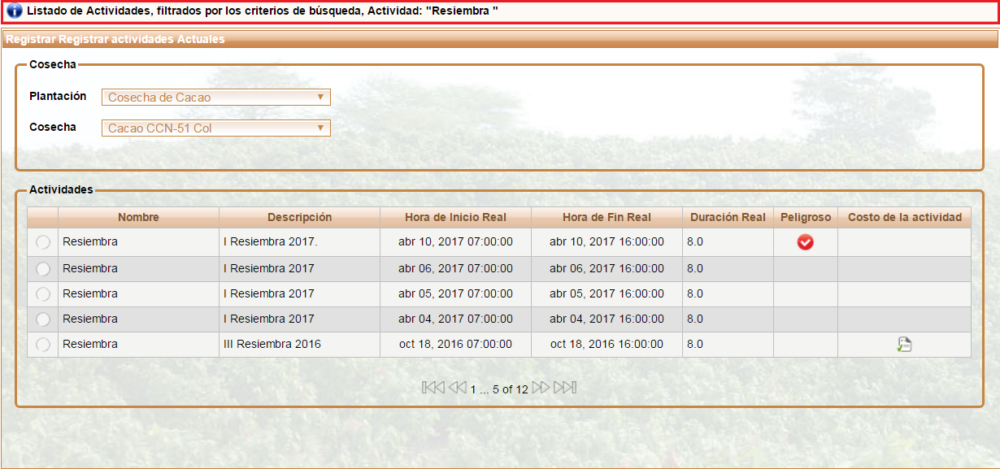 Listado de Actividades, filtrados por los criterios de búsqueda, Actividad: "Resiembra "
Registrar Registrar actividades Actuales
Cosecha
Plantación Cosecha de Cacao
Cosecha Cacao CCN-51 Col
Actividades
Nombre Descripción Hora de Inicio Real Hora de Fin Real Duración Real Peligroso Costo de la actividad
Resiembra I Resiembra 2017. abr 10, 2017 07:00:00 abr 10, 2017 16:00:00 8.0
Resiembra I Resiembra 2017 abr 06, 2017 07:00:00 abr 06, 2017 16:00:00 8.0
Resiembra I Resiembra 2017 abr 05, 2017 07:00:00 abr 05, 2017 16:00:00 8.0
Resiembra I Resiembra 2017 abr 04, 2017 07:00:00 abr 04, 2017 16:00:00 8.0
Resiembra III Resiembra 2016 oct 18, 2016 07:00:00 oct 18, 2016 16:00:00 8.0
1 ... 5 of 12